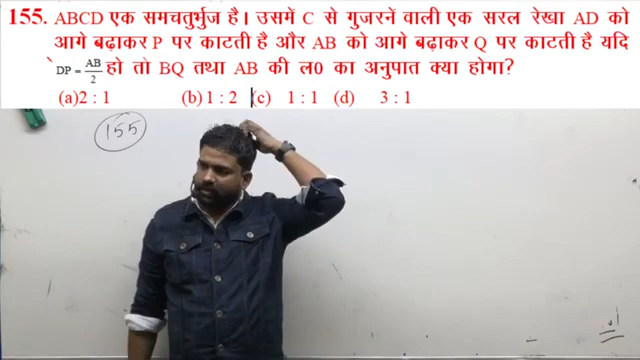 155. ABCD एक समचतुर्भुज है। उसमें C से गुजरनें वाली एक सरल रेखा AD को
आगे बढ़ाकर P पर काटती है और AB को आगे बढ़ाकर Q पर काटती है यदि
DP = AB/2 हो तो BQ तथा AB की ल0 का अनुपात क्या होगा?
(a)2 : 1 (b) 1 : 2 (c) 1 : 1 (d) 3 : 1
155